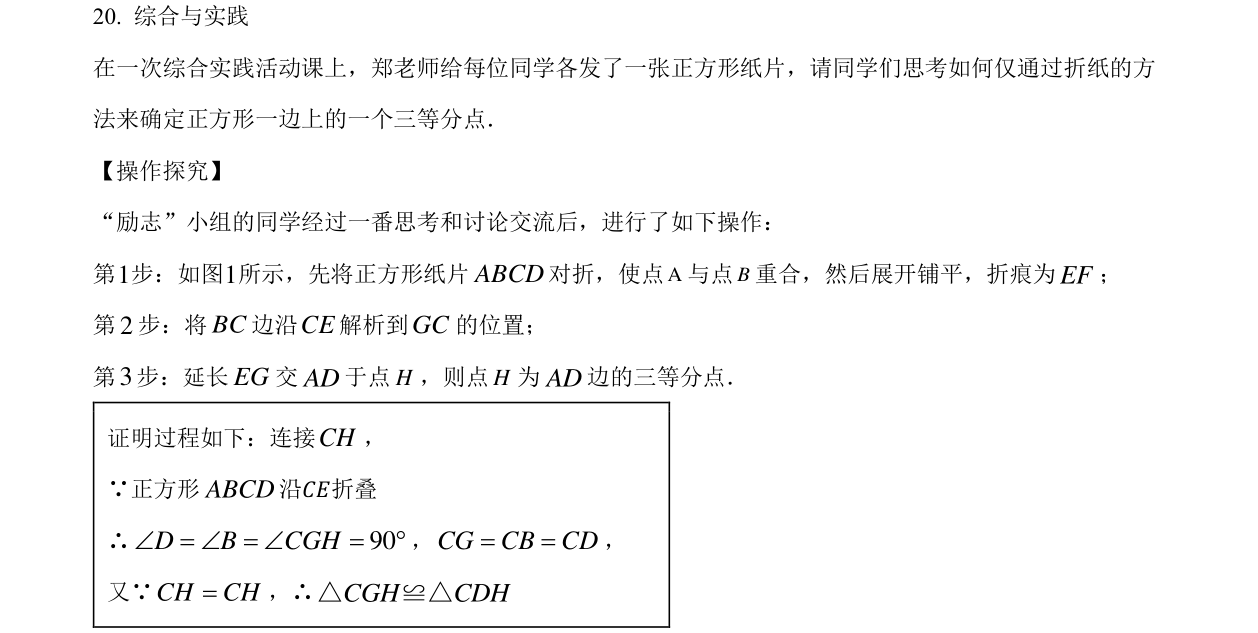 20. 综合与实践
在一次综合实践活动课上，郑老师给每位同学各发了一张正方形纸片，请同学们思考如何仅通过折纸的方
法来确定正方形一边上的一个三等分点．
【操作探究】
“励志”小组的同学经过一番思考和讨论交流后，进行了如下操作：
第1步：如图1所示，先将正方形纸片ABCD对折，使点A与点B重合，然后展开铺平，折痕为EF；
第2步：将BC边沿CE解析到GC的位置；
第3步：延长EG交AD于点H，则点H为AD边的三等分点．
证明过程如下：连接CH，
∵正方形ABCD沿CE折叠
∴∠D=∠B=∠CGH=90°，CG=CB=CD，
又∵CH=CH，∴△CGH≌△CDH